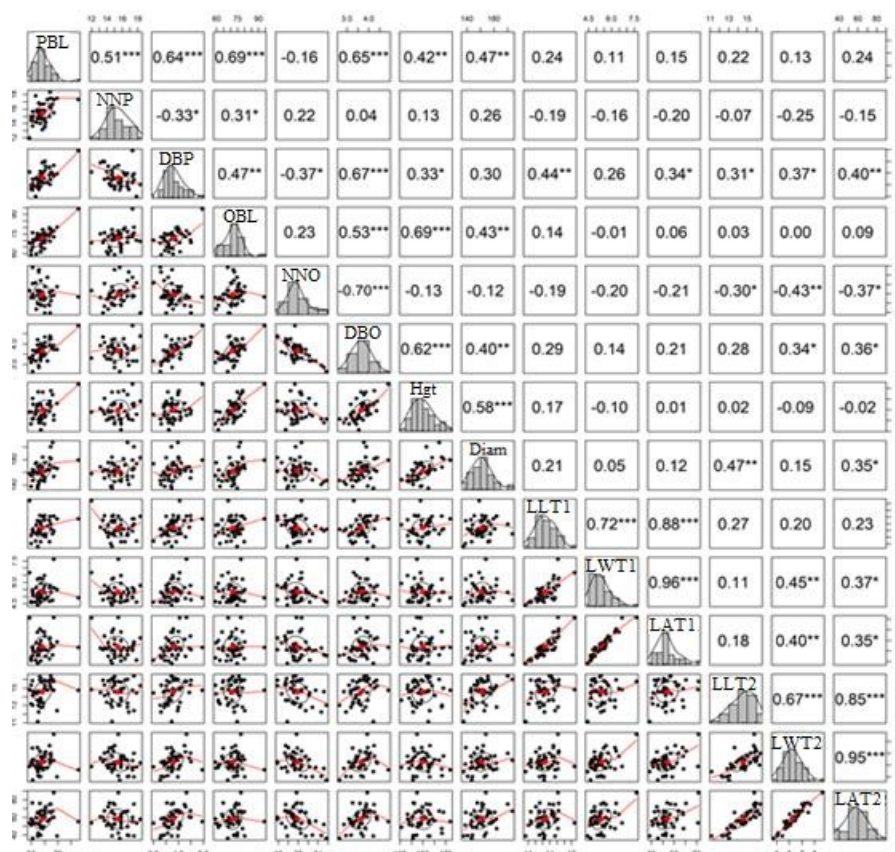 12 14 16 18 60 75 90 3.0 4.0 140 180 4.5 6.0 7.5 11 13 15 40 60 80
PBL 0.51*** 0.64*** 0.69*** -0.16 0.65*** 0.42** 0.47** 0.24 0.11 0.15 0.22 0.13 0.24
NNP -0.33* 0.31* 0.22 0.04 0.13 0.26 -0.19 -0.16 -0.20 -0.07 -0.25 -0.15
DBP 0.47** -0.37* 0.67*** 0.33* 0.30 0.44** 0.26 0.34* 0.31* 0.37* 0.40**
OBL 0.23 0.53*** 0.69*** 0.43** 0.14 -0.01 0.06 0.03 0.00 0.09
NNO -0.70*** -0.13 -0.12 -0.19 -0.20 -0.21 -0.30* -0.43** -0.37*
DBO 0.62*** 0.40** 0.29 0.14 0.21 0.28 0.34* 0.36*
Hgt 0.58*** 0.17 -0.10 0.01 0.02 -0.09 -0.02
Diam 0.21 0.05 0.12 0.47** 0.15 0.35*
LLT1 0.72*** 0.88*** 0.27 0.20 0.23
LWT1 0.96*** 0.11 0.45** 0.37*
LAT1 0.18 0.40** 0.35*
LLT2 0.67*** 0.85***
LWT2 0.95***
LAT2